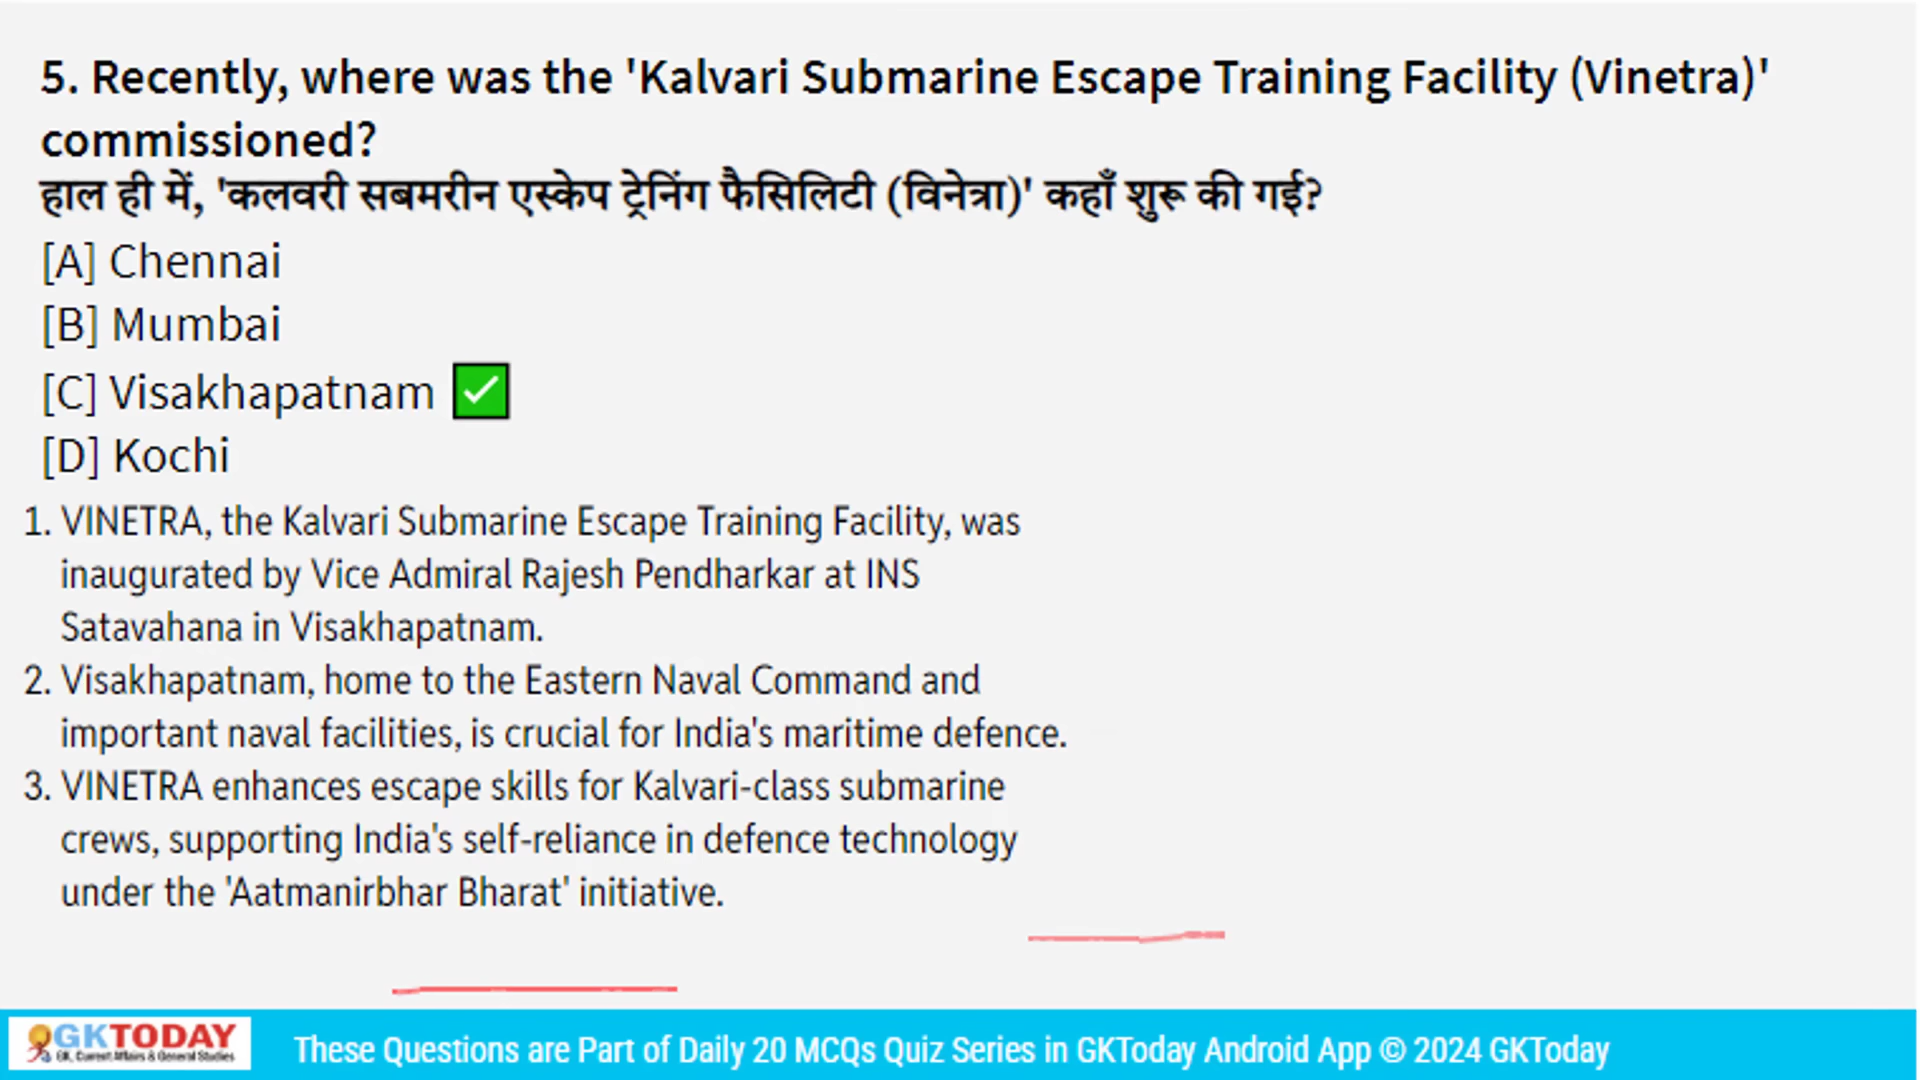 5. Recently, where was the 'Kalvari Submarine Escape Training Facility (Vinetra)'
commissioned?
हाल ही में, 'कलवरी सबमरीन एस्केप ट्रेनिंग फैसिलिटी (विनेत्रा)' कहाँ शुरू की गई?
[A] Chennai
[B] Mumbai
[C] Visakhapatnam
[D] Kochi
1. VINETRA, the Kalvari Submarine Escape Training Facility, was
inaugurated by Vice Admiral Rajesh Pendharkar at INS
Satavahana in Visakhapatnam.
2. Visakhapatnam, home to the Eastern Naval Command and
important naval facilities, is crucial for India's maritime defence.
3. VINETRA enhances escape skills for Kalvari-class submarine
crews, supporting India's self-reliance in defence technology
under the 'Aatmanirbhar Bharat' initiative.
GKTODAY
GK, Current Affairs & General Studies
These Questions are Part of Daily 20 MCQs Quiz Series in GKToday Android App © 2024 GKToday